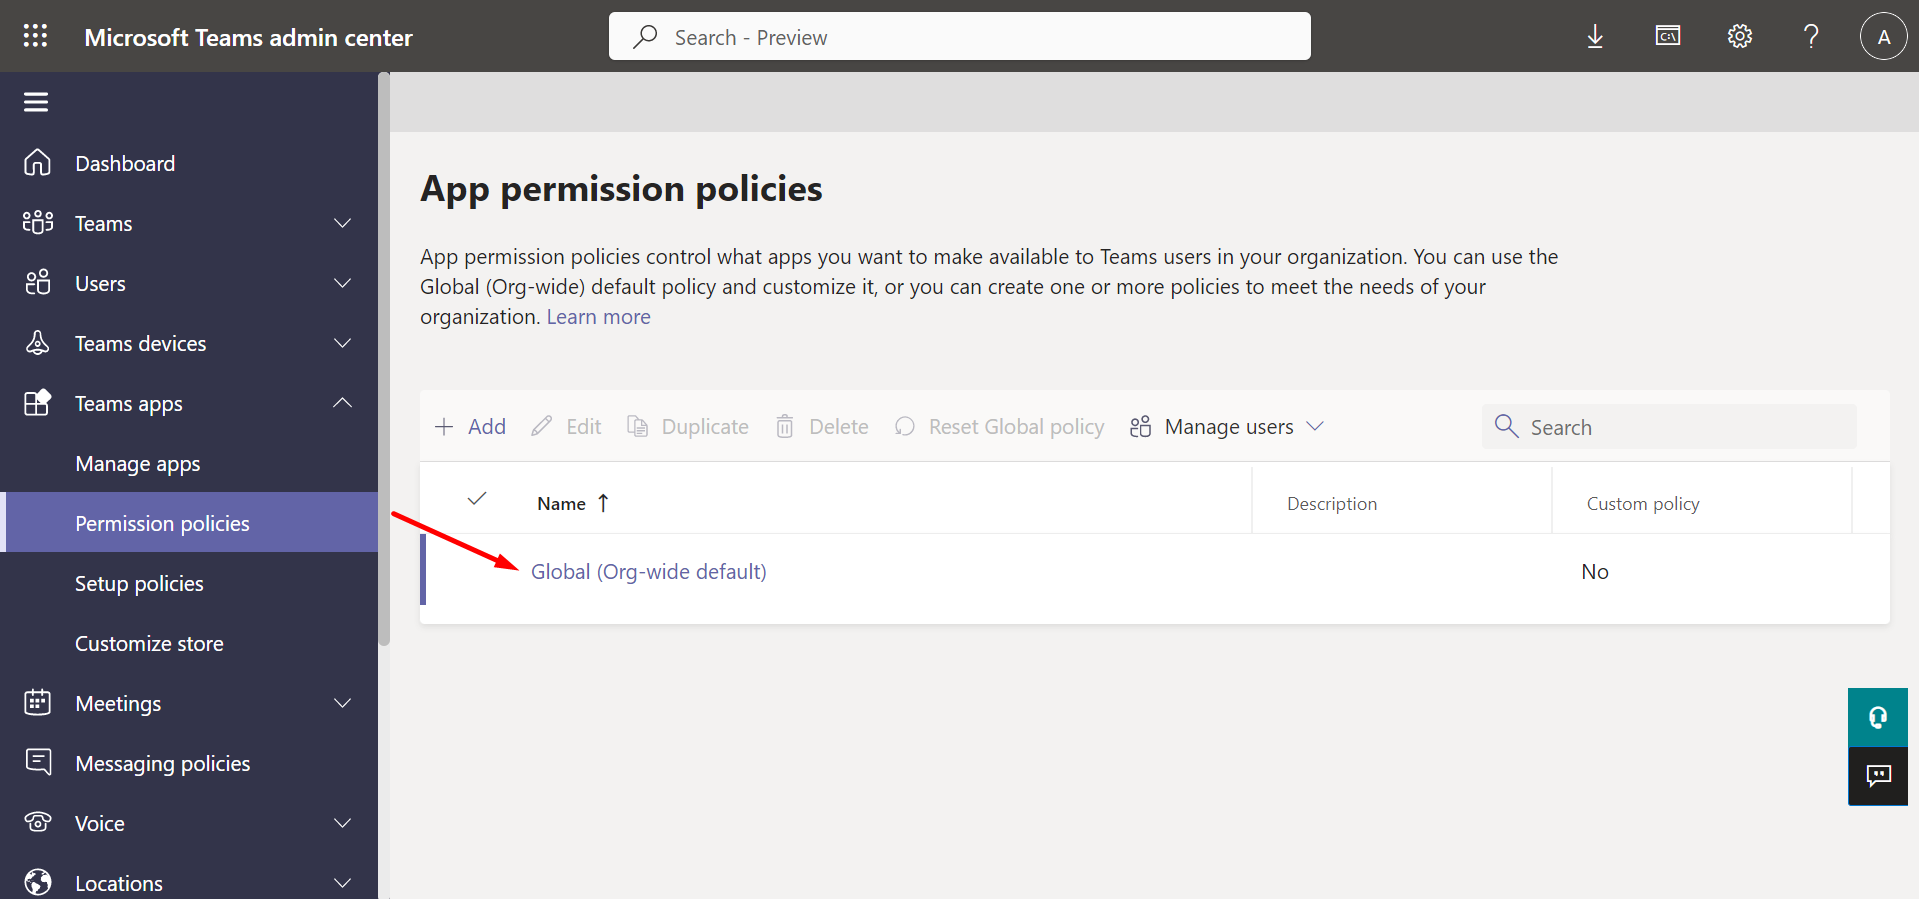 Microsoft Teams admin center
Search - Preview
C:\
A
Dashboard
Teams
Users
Teams devices
Teams apps
Manage apps
Permission policies
Setup policies
Customize store
Meetings
Messaging policies
Voice
Locations
App permission policies
App permission policies control what apps you want to make available to Teams users in your organization. You can use the
Global (Org-wide) default policy and customize it, or you can create one or more policies to meet the needs of your
organization. Learn more
Add Edit Duplicate Delete Reset Global policy Manage users Search
Name ↑ Description Custom policy
Global (Org-wide default) No